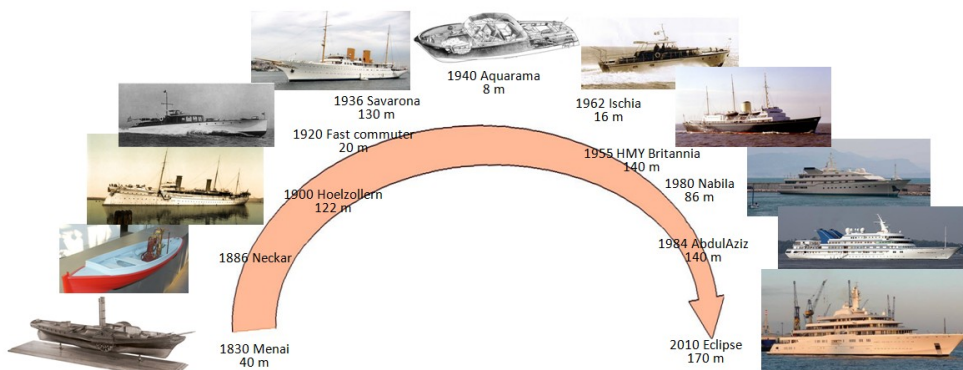 1940 Aquarama
8 m
1936 Savarona
130 m
1962 Ischia
16 m
1920 Fast commuter
20 m
1955 HMY Britannia
140 m
1900 Hoelzollern
122 m
1980 Nabila
86 m
1886 Neckar
1984 AbdulAziz
140 m
1830 Menai
40 m
2010 Eclipse
170 m